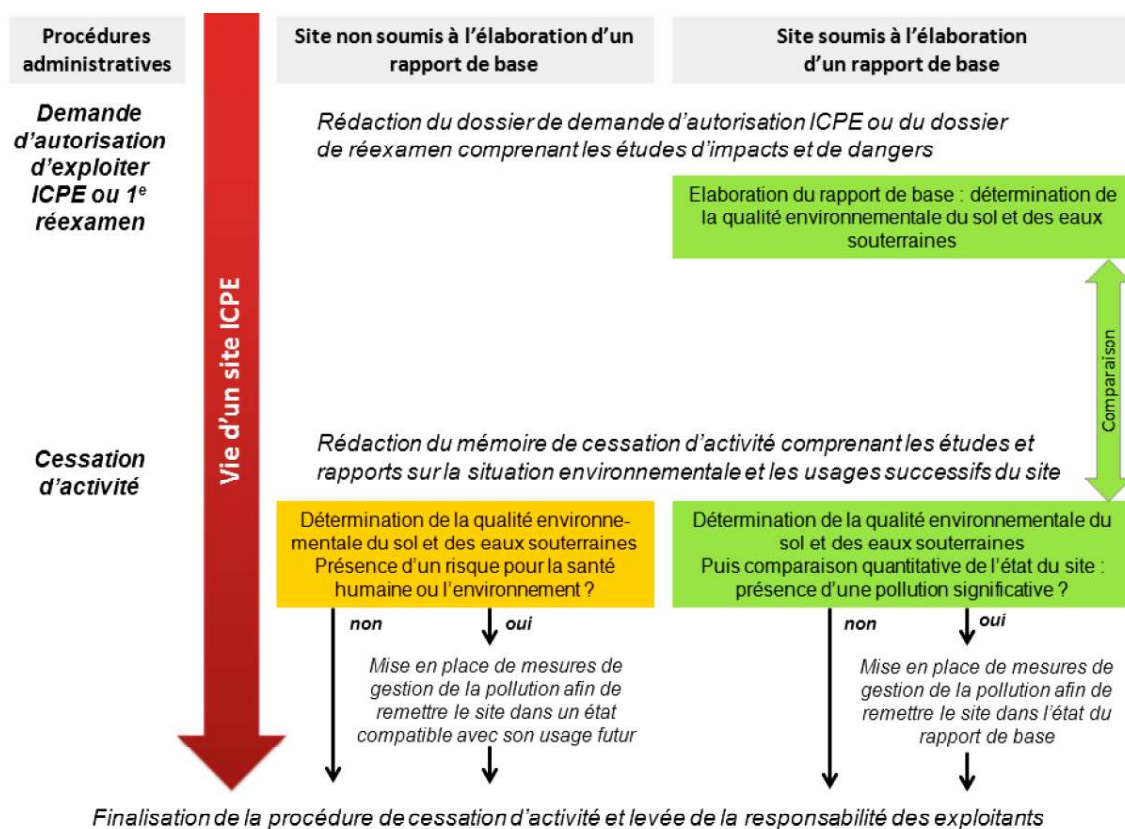 Procédures
administratives
Site non soumis à l'élaboration d'un
rapport de base
Site soumis à l'élaboration
d'un rapport de base
Demande
d'autorisation
d'exploiter
ICPE ou 1e
réexamen
Vie d'un site ICPE
Rédaction du dossier de demande d'autorisation ICPE ou du dossier
de réexamen comprenant les études d'impacts et de dangers
Elaboration du rapport de base : détermination de
la qualité environnementale du sol et des eaux
souterraines
Comparaison
Cessation
d'activité
Rédaction du mémoire de cessation d'activité comprenant les études et
rapports sur la situation environnementale et les usages successifs du site
Détermination de la qualité environne-
mentale du sol et des eaux souterraines
Présence d'un risque pour la santé
humaine ou l'environnement ?
Détermination de la qualité environnementale du
sol et des eaux souterraines
Puis comparaison quantitative de l'état du site :
présence d'une pollution significative ?
non
oui
non
oui
Mise en place de mesures de
gestion de la pollution afin de
remettre le site dans un état
compatible avec son usage futur
Mise en place de mesures de
gestion de la pollution afin de
remettre le site dans l'état du
rapport de base
Finalisation de la procédure de cessation d'activité et levée de la responsabilité des exploitants